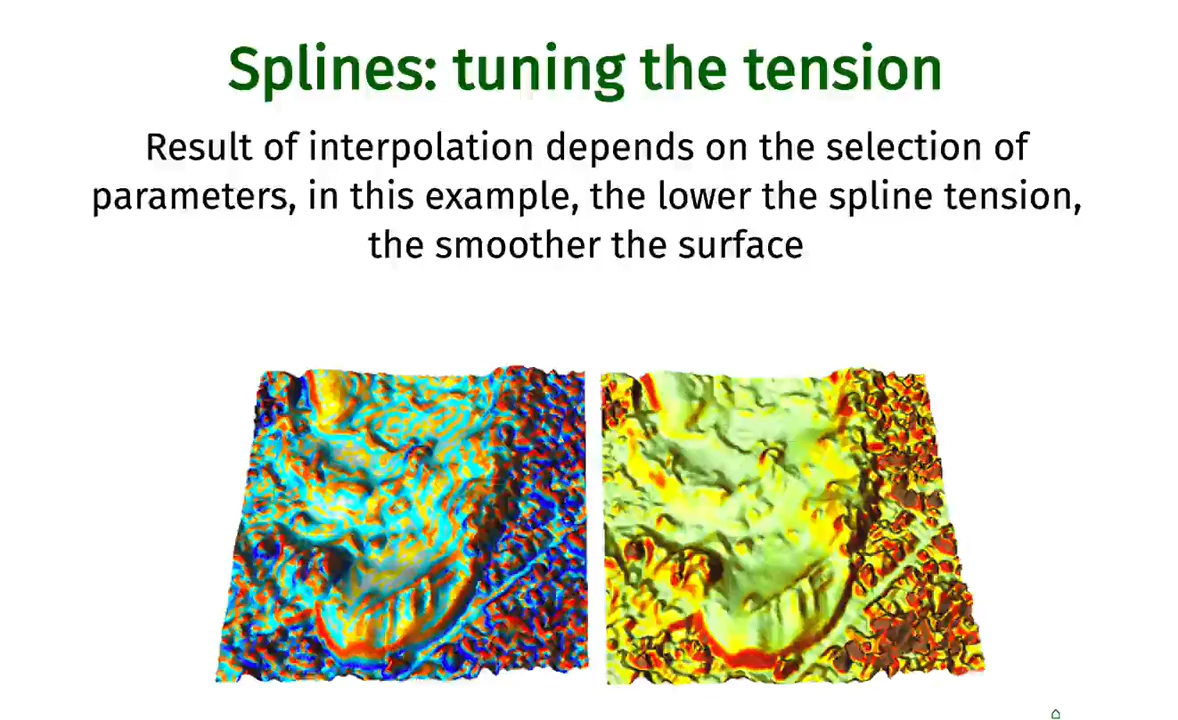 Splines: tuning the tension
Result of interpolation depends on the selection of
parameters, in this example, the lower the spline tension,
the smoother the surface